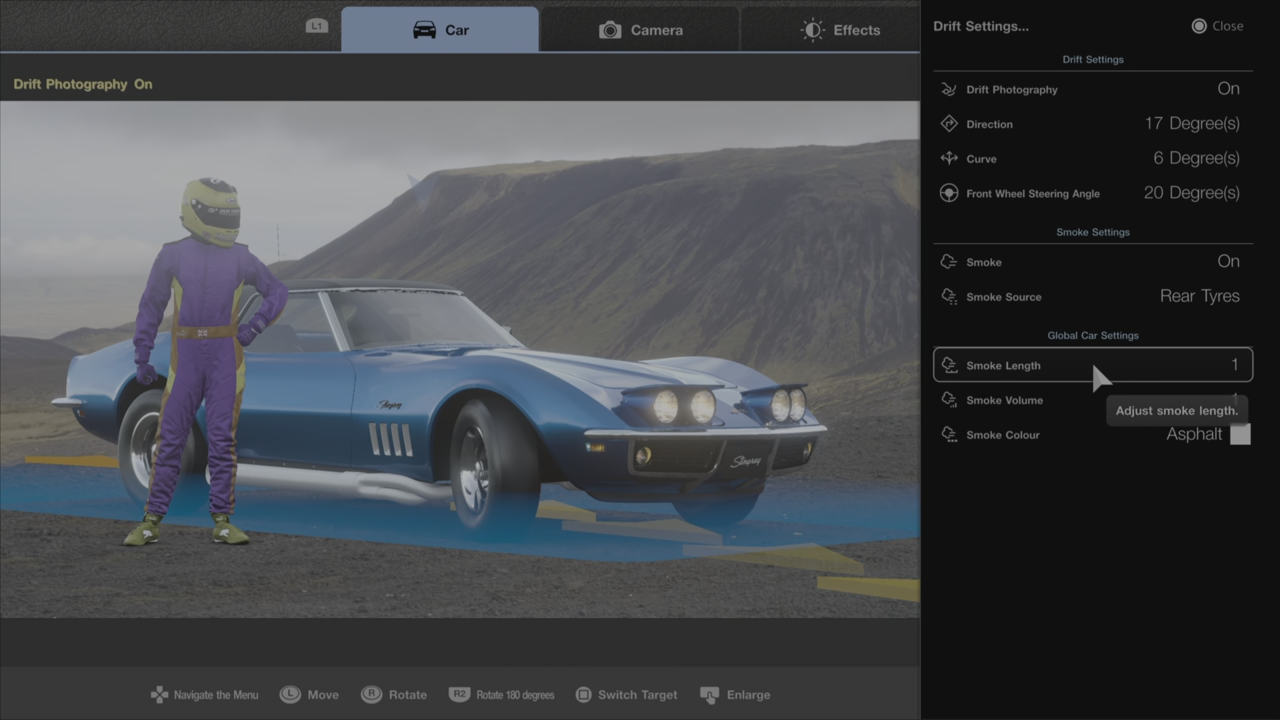 L1
Car
Camera
Effects
Drift Settings...
Close
Drift Photography On
Drift Settings
Drift Photography On
Direction 17 Degree(s)
Curve 6 Degree(s)
Front Wheel Steering Angle 20 Degree(s)
Smoke Settings
Smoke On
Smoke Source Rear Tyres
Global Car Settings
Smoke Length 1
Smoke Volume 1
Adjust smoke length.
Smoke Colour Asphalt
Stingray
Stingray
L Move
Navigate the Menu
R Rotate
R2 Rotate 180 degrees
Switch Target
Enlarge